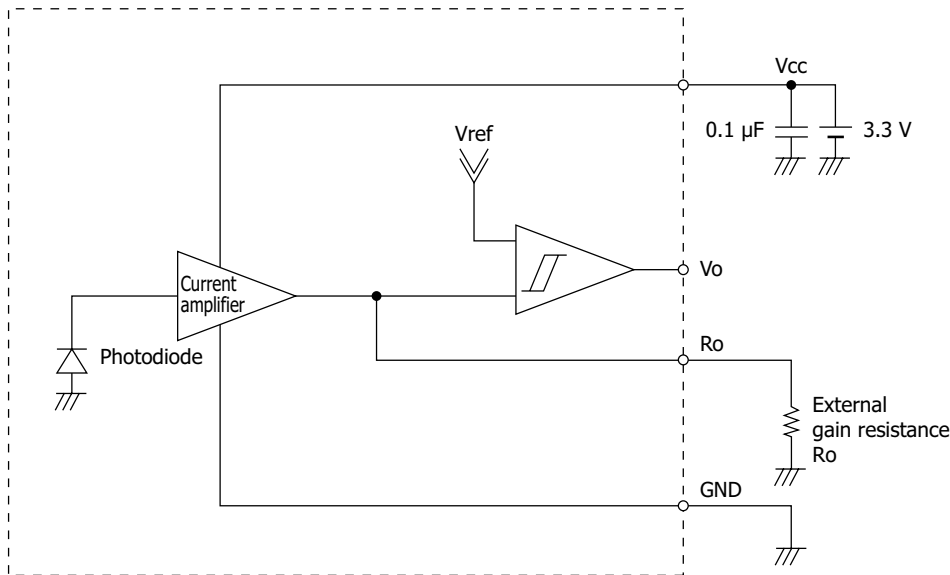 Vcc
0.1 µF
3.3 V
Vref
Current
amplifier
Vo
Photodiode
Ro
External
gain resistance
Ro
GND